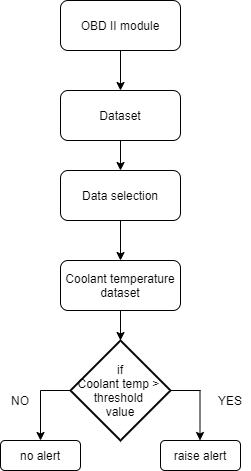 OBD II module
Dataset
Data selection
Coolant temperature
dataset
if
Coolant temp >
threshold
value
NO
YES
no alert
raise alert